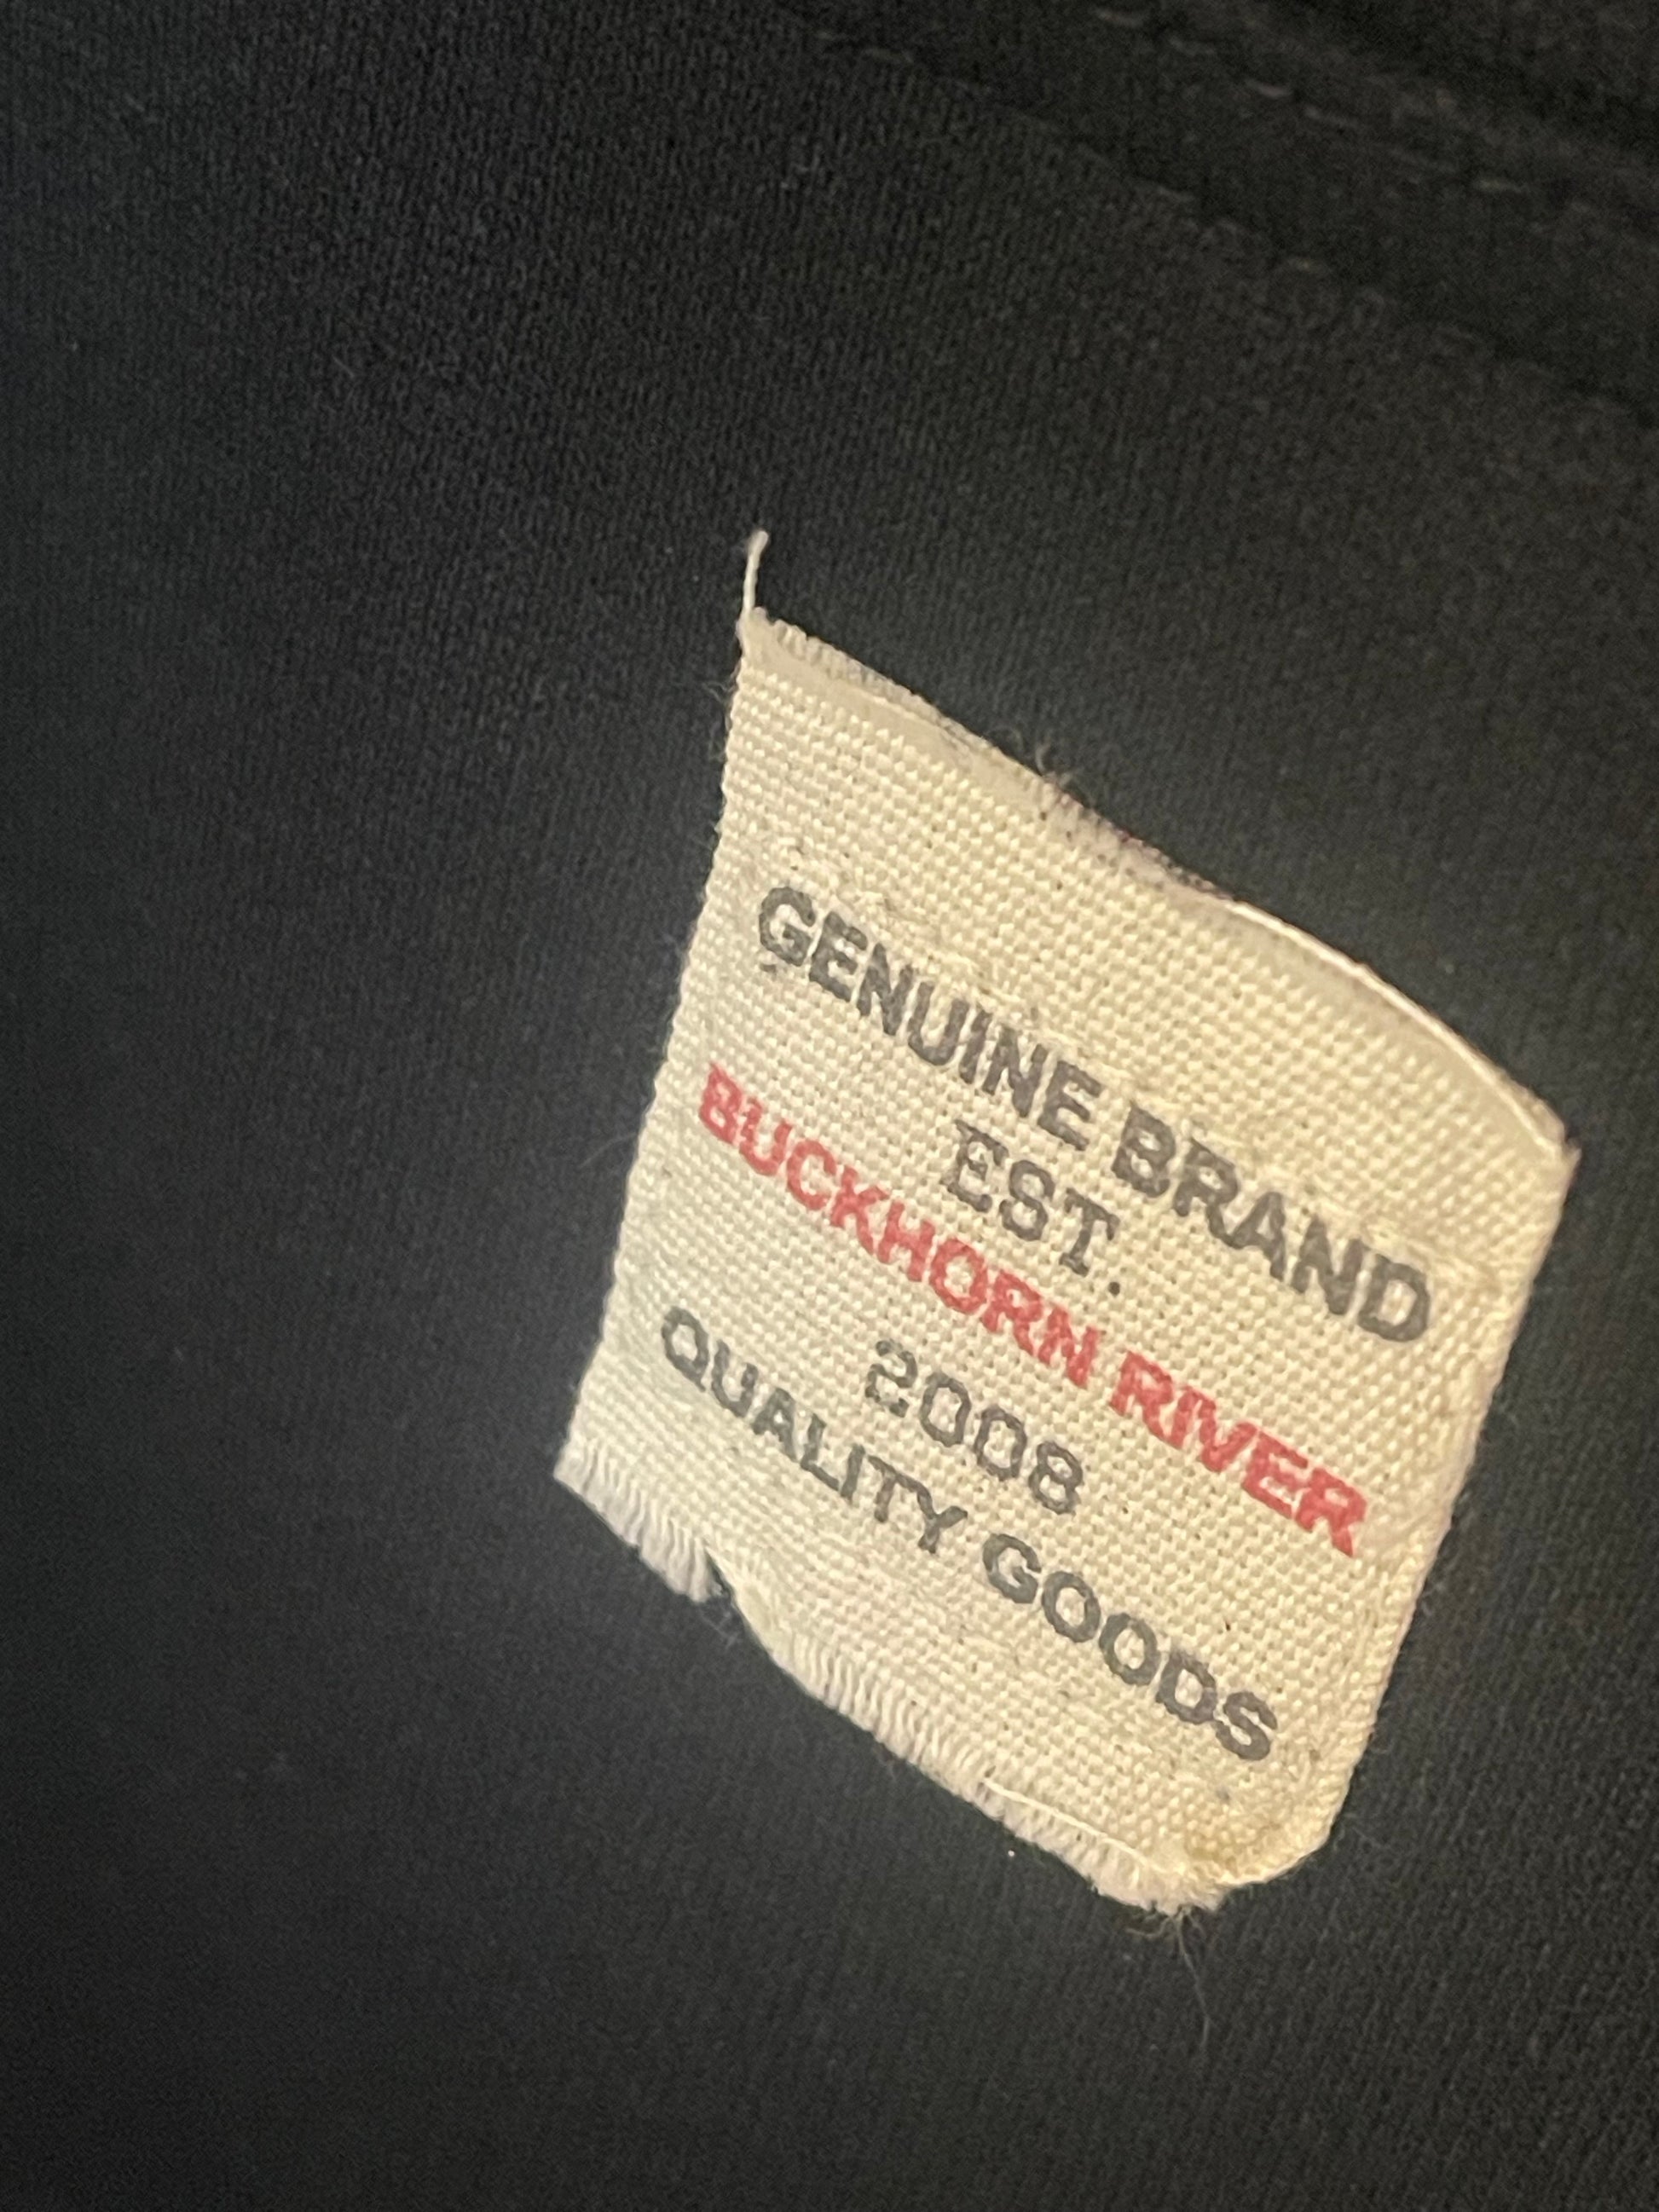 GENUINE BRAND
EST.
BUCKHORN RIVER
2008
QUALITY GOODS